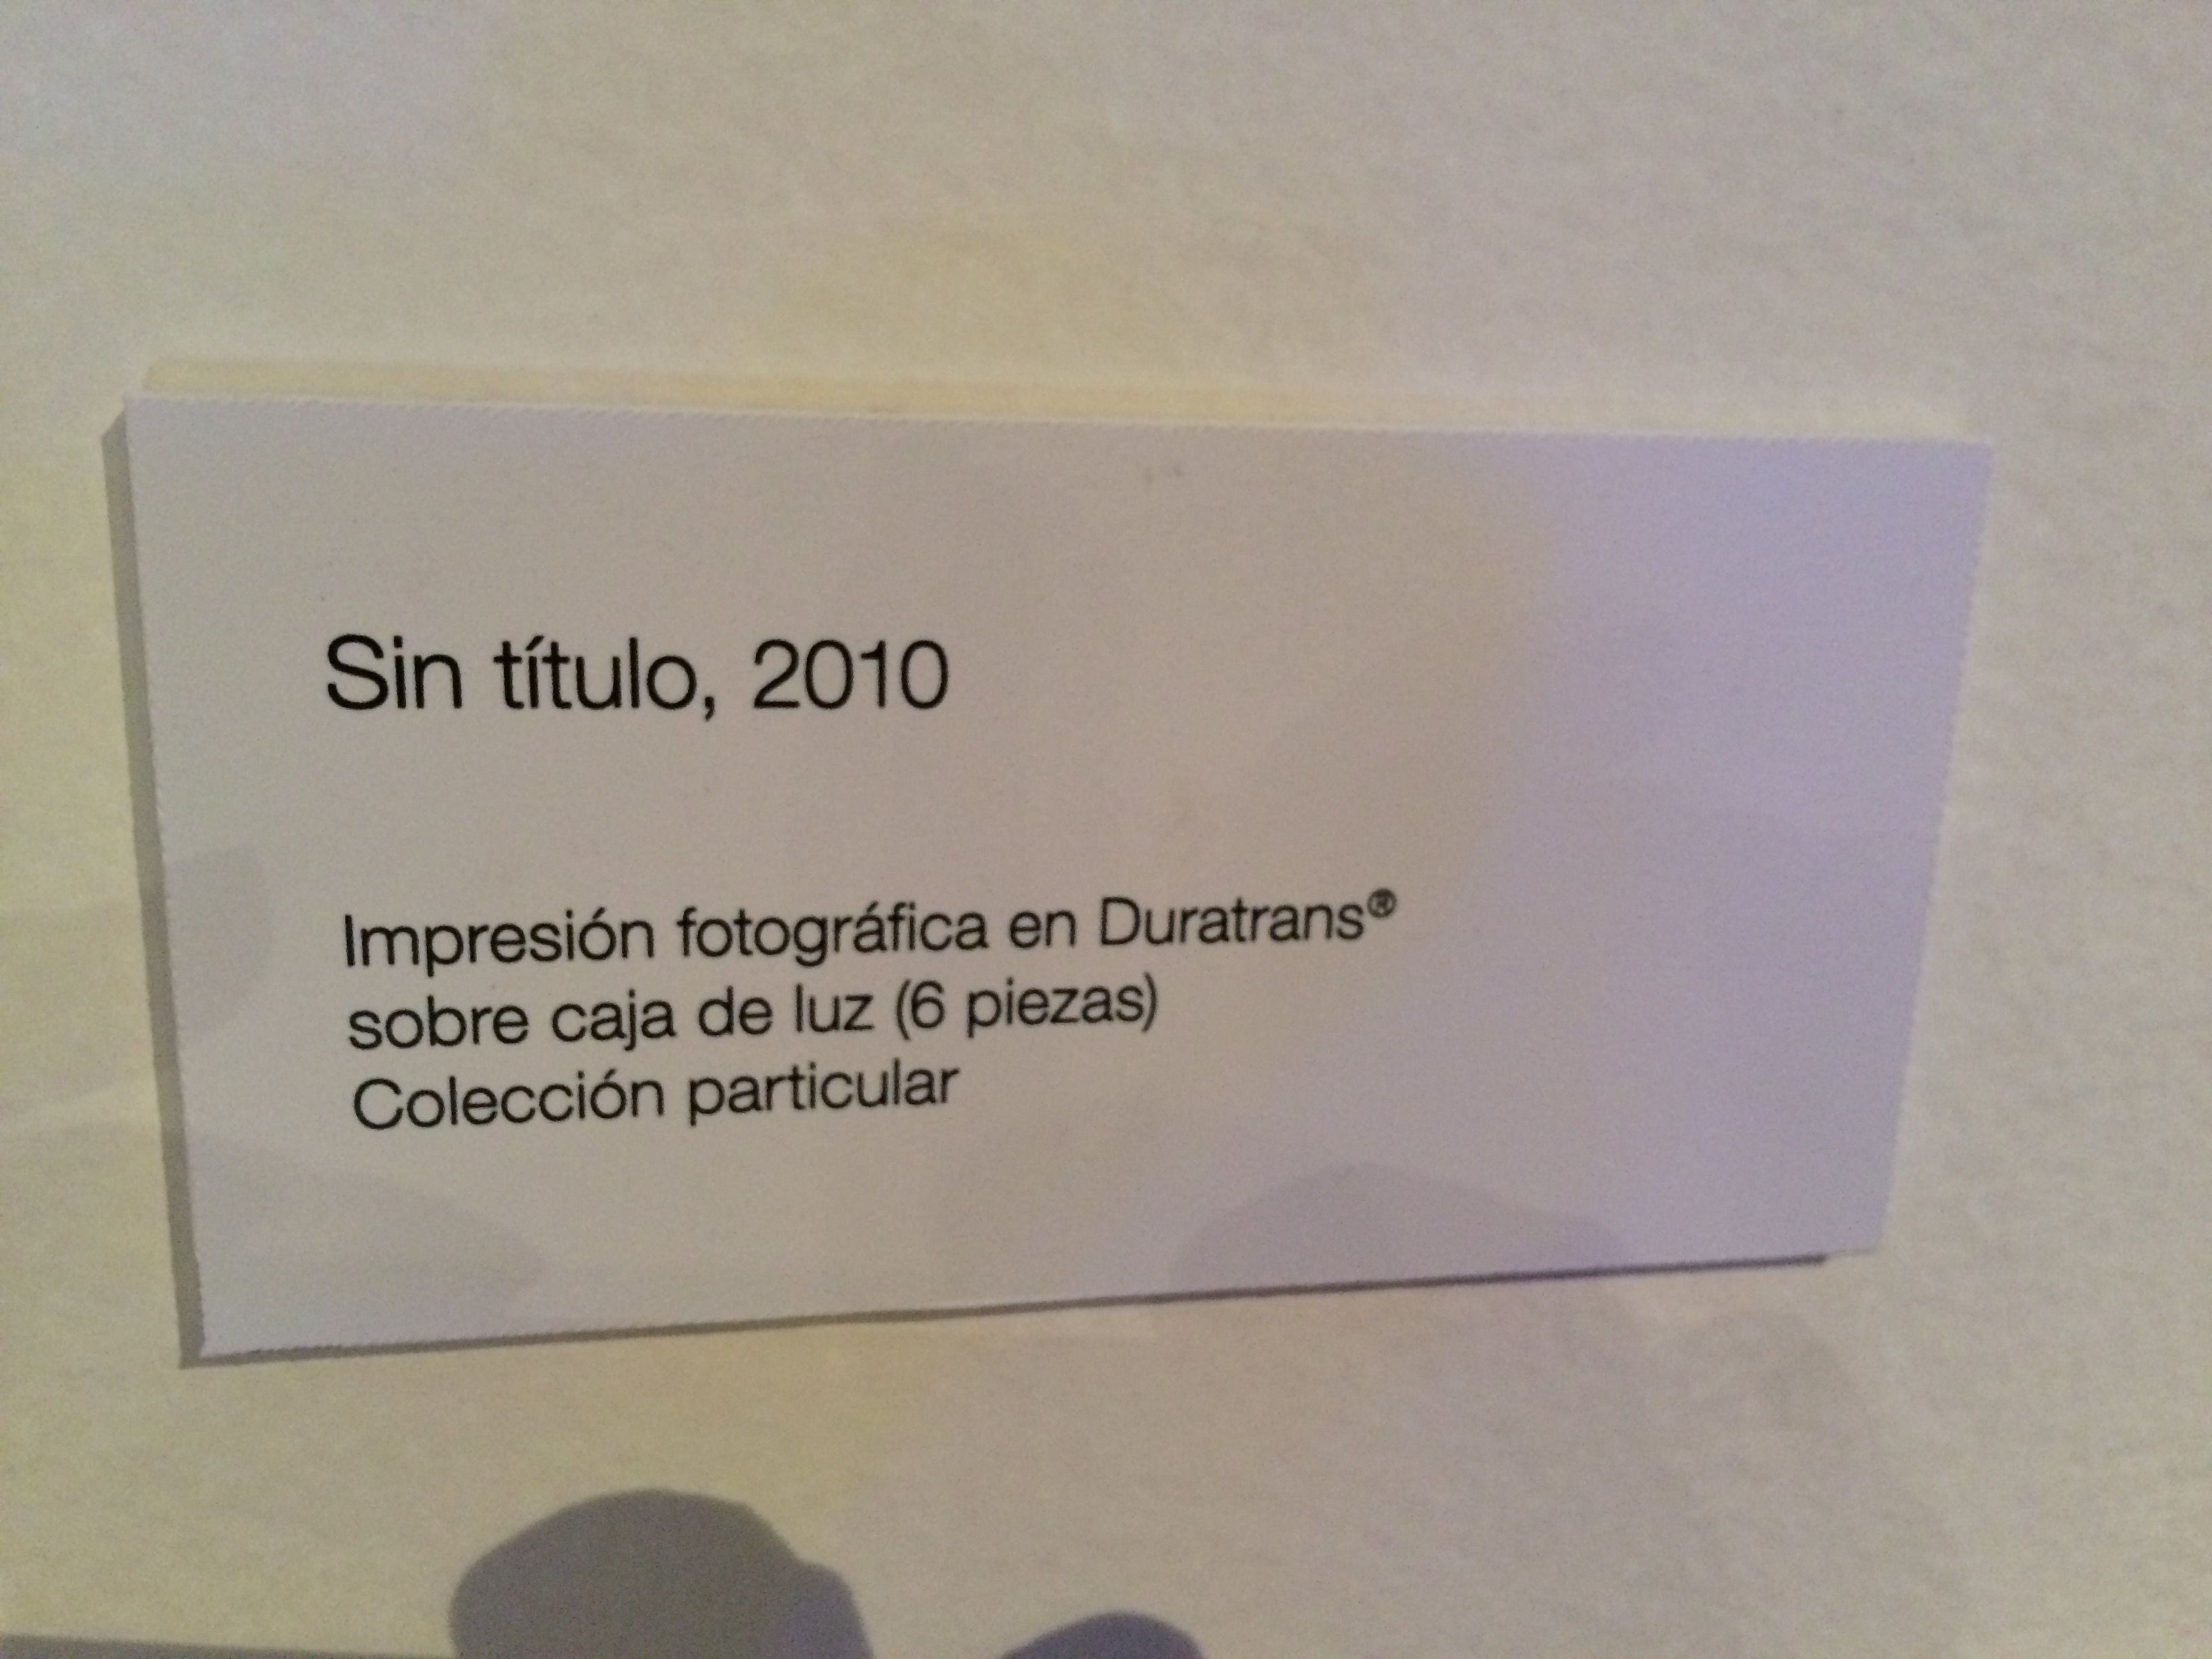 Sin título, 2010
Impresión fotográfica en Duratrans®
sobre caja de luz (6 piezas)
Colección particular